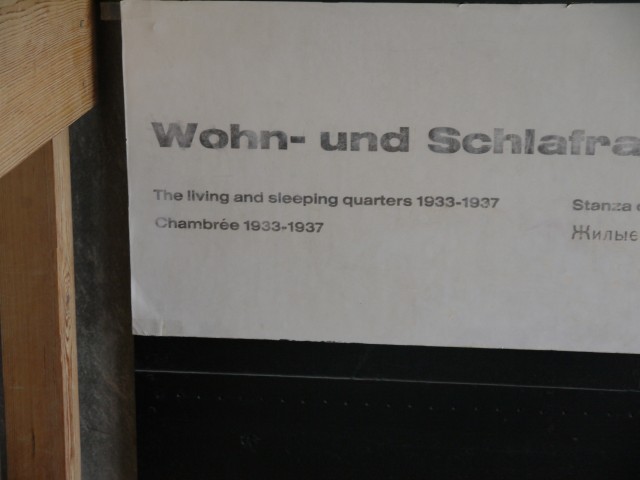 Wohn- und Schlafra
The living and sleeping quarters 1933-1937
Chambrée 1933-1937
Stanza
Жилые